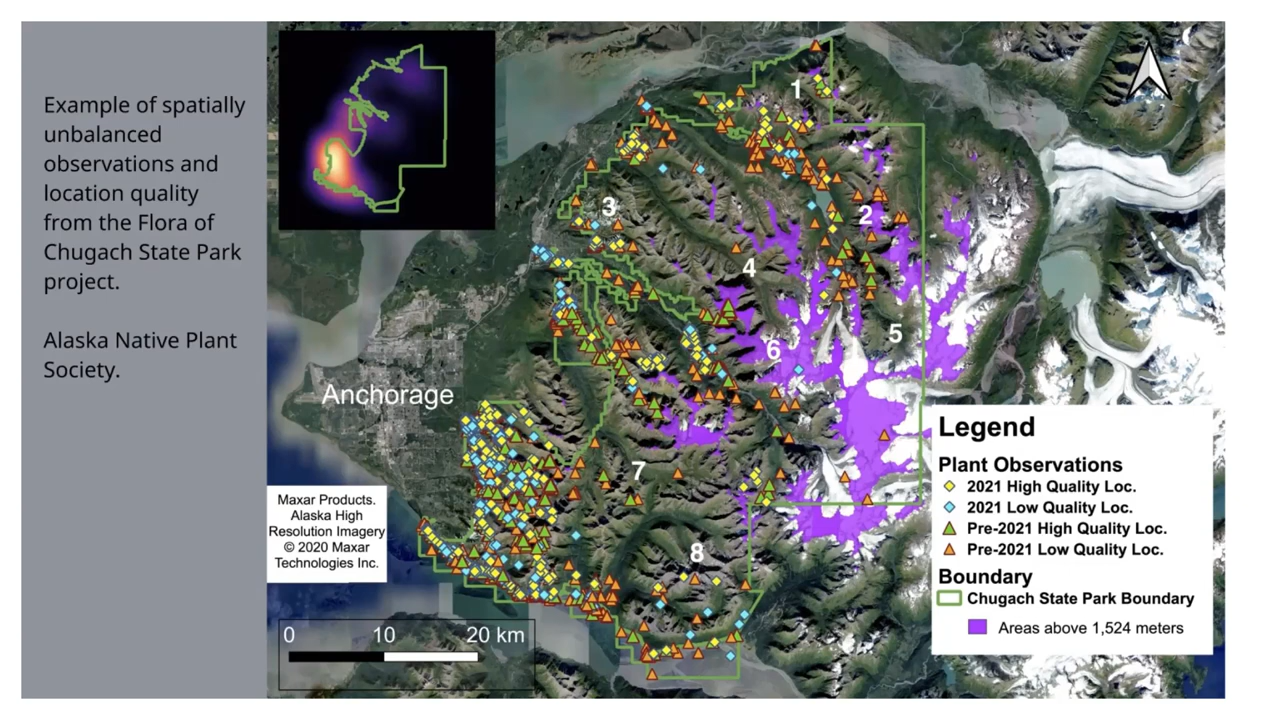 Example of spatially
unbalanced
observations and
location quality
from the Flora of
Chugach State Park
project.
Alaska Native Plant
Society.
1
2
3
4
5
6
7
8
Anchorage
Maxar Products.
Alaska High
Resolution Imagery
© 2020 Maxar
Technologies Inc.
0 10 20 km
Legend
Plant Observations
2021 High Quality Loc.
2021 Low Quality Loc.
Pre-2021 High Quality Loc.
Pre-2021 Low Quality Loc.
Boundary
Chugach State Park Boundary
Areas above 1,524 meters